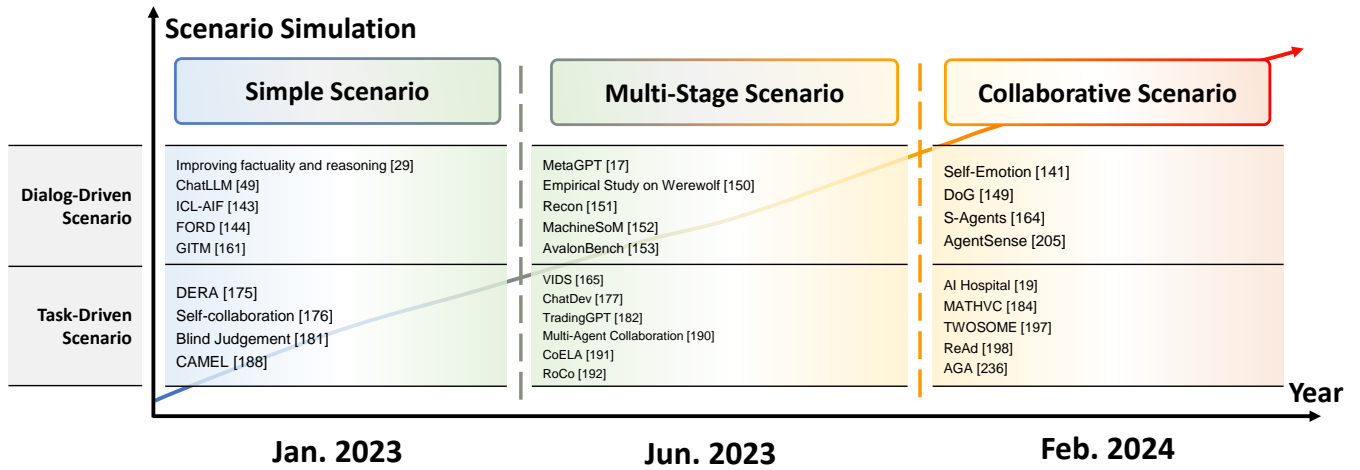 Scenario Simulation
Simple Scenario
Multi-Stage Scenario
Collaborative Scenario
Dialog-Driven
Scenario
Improving factuality and reasoning [29]
ChatLLM [49]
ICL-AIF [143]
FORD [144]
GITM [161]
MetaGPT [17]
Empirical Study on Werewolf [150]
Recon [151]
MachineSoM [152]
AvalonBench [153]
Self-Emotion [141]
DoG [149]
S-Agents [164]
AgentSense [205]
Task-Driven
Scenario
DERA [175]
Self-collaboration [176]
Blind Judgement [181]
CAMEL [188]
VIDS [165]
ChatDev [177]
TradingGPT [182]
Multi-Agent Collaboration [190]
CoELA [191]
RoCo [192]
AI Hospital [19]
MATHVC [184]
TWOSOME [197]
ReAd [198]
AGA [236]
Year
Jan. 2023
Jun. 2023
Feb. 2024